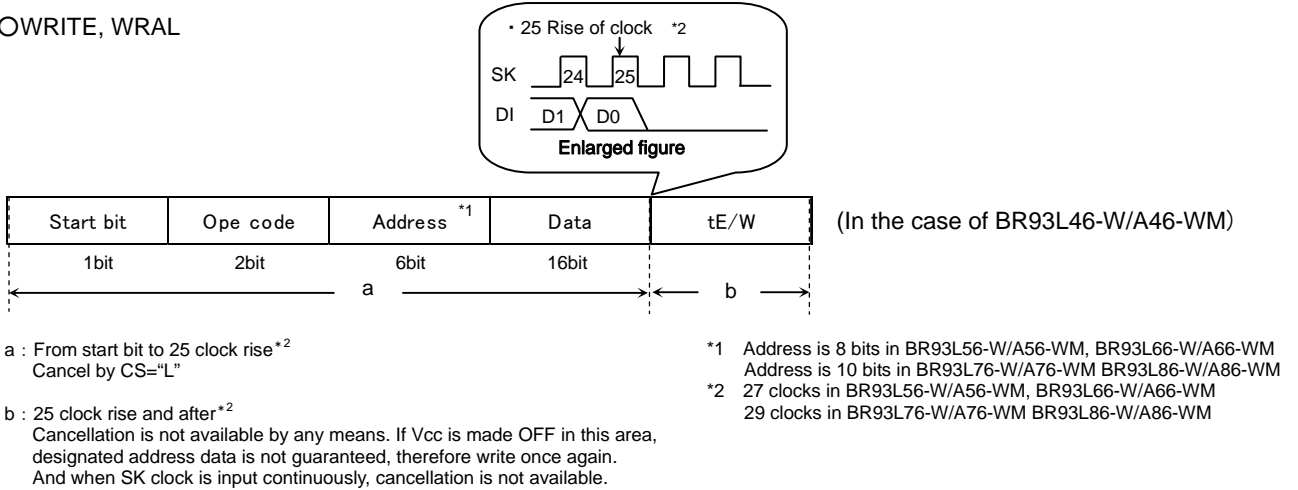 ○WRITE, WRAL
・25 Rise of clock *2
SK 24 25
DI D1 D0
Enlarged figure
Start bit Ope code Address *1 Data tE/W (In the case of BR93L46-W/A46-WM)
1bit 2bit 6bit 16bit
a b
a : From start bit to 25 clock rise*2
Cancel by CS=“L”
b : 25 clock rise and after*2
Cancellation is not available by any means. If Vcc is made OFF in this area,
designated address data is not guaranteed, therefore write once again.
And when SK clock is input continuously, cancellation is not available.
*1 Address is 8 bits in BR93L56-W/A56-WM, BR93L66-W/A66-WM
Address is 10 bits in BR93L76-W/A76-WM BR93L86-W/A86-WM
*2 27 clocks in BR93L56-W/A56-WM, BR93L66-W/A66-WM
29 clocks in BR93L76-W/A76-WM BR93L86-W/A86-WM